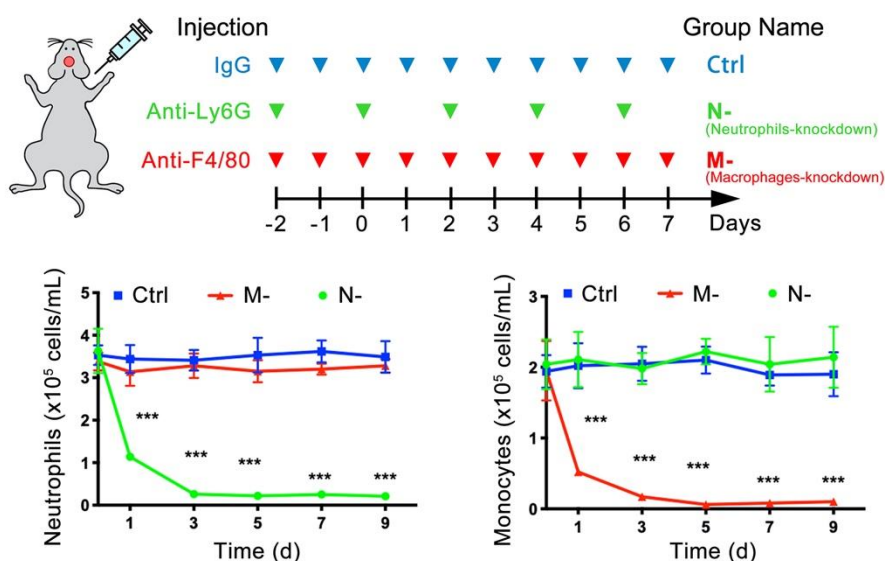 Injection Group Name
IgG Ctrl
Anti-Ly6G N-
(Neutrophils-knockdown)
Anti-F4/80 M-
(Macrophages-knockdown)
-2 -1 0 1 2 3 4 5 6 7 Days
Ctrl M- N-
Neutrophils (x10⁵ cells/mL)
5
4
3
2
1
0
*** *** *** *** ***
1 3 5 7 9
Time (d)
Ctrl M- N-
Monocytes (x10⁵ cells/mL)
3
2
1
0
*** *** *** *** ***
1 3 5 7 9
Time (d)